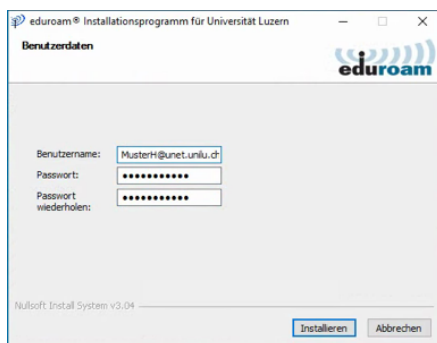 eduroam® Installationsprogramm für Universität Luzern
Benutzerdaten
eduroam
Benutzername: MusterH@unet.unilu.ch
Passwort: •••••••••••
Passwort
wiederholen: •••••••••••
Nullsoft Install System v3.04
Installieren Abbrechen